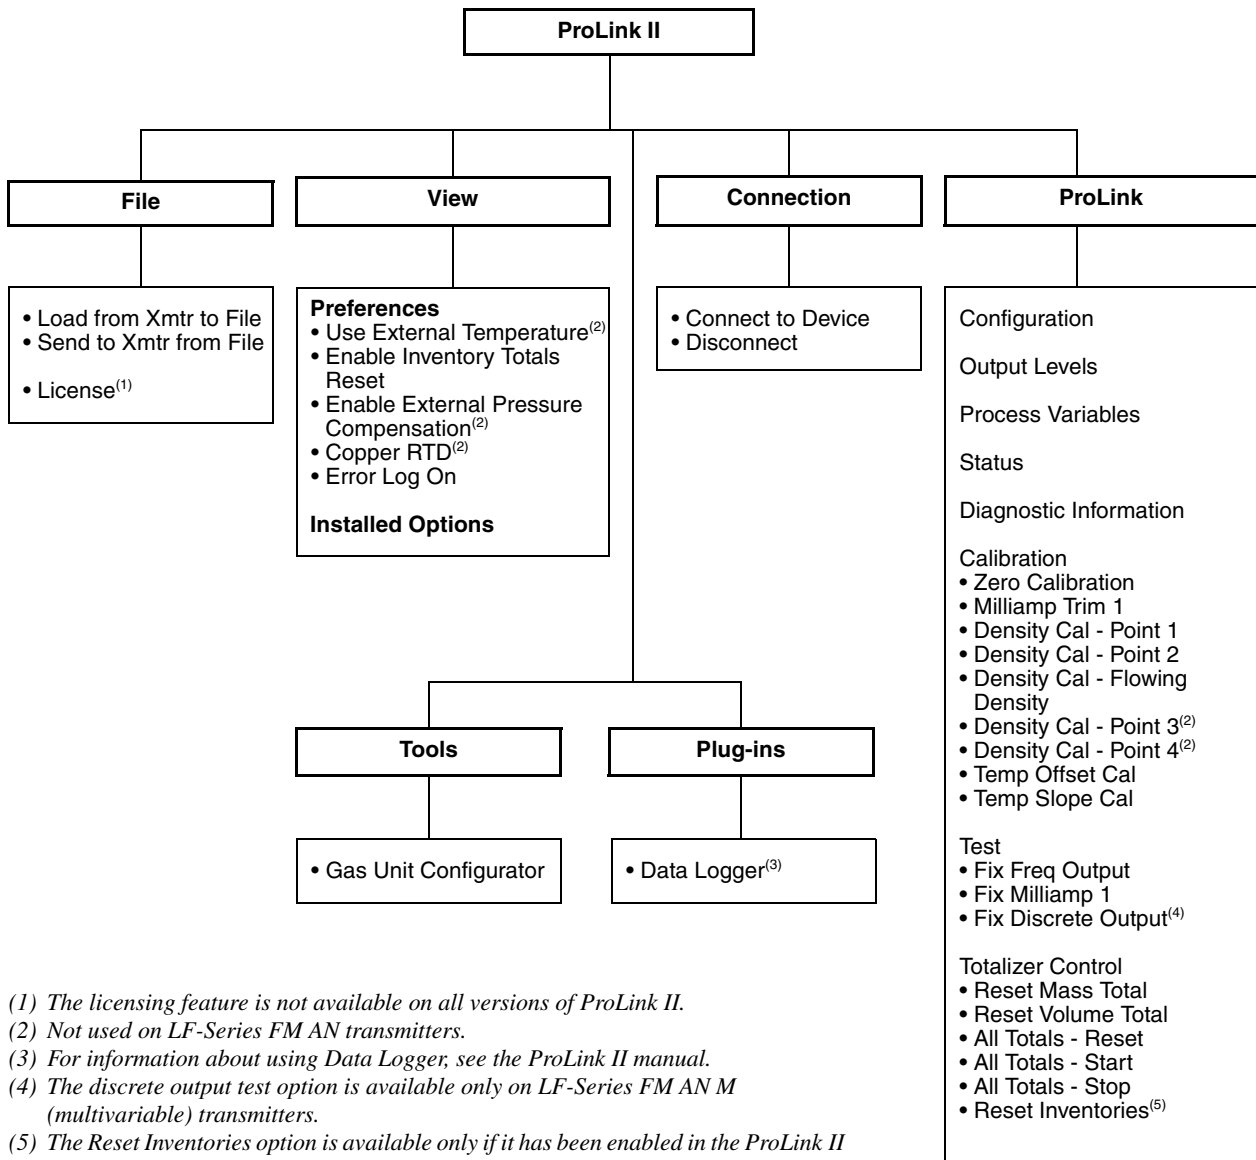 ProLink II
File
View
Connection
ProLink
• Load from Xmtr to File
• Send to Xmtr from File
• License(1)
Preferences
• Use External Temperature(2)
• Enable Inventory Totals
Reset
• Enable External Pressure
Compensation(2)
• Copper RTD(2)
• Error Log On
Installed Options
• Connect to Device
• Disconnect
Configuration
Output Levels
Process Variables
Status
Diagnostic Information
Calibration
• Zero Calibration
• Milliamp Trim 1
• Density Cal - Point 1
• Density Cal - Point 2
• Density Cal - Flowing
Density
• Density Cal - Point 3(2)
• Density Cal - Point 4(2)
• Temp Offset Cal
• Temp Slope Cal
Test
• Fix Freq Output
• Fix Milliamp 1
• Fix Discrete Output(4)
Totalizer Control
• Reset Mass Total
• Reset Volume Total
• All Totals - Reset
• All Totals - Start
• All Totals - Stop
• Reset Inventories(5)
Tools
Plug-ins
• Gas Unit Configurator
• Data Logger(3)
(1) The licensing feature is not available on all versions of ProLink II.
(2) Not used on LF-Series FM AN transmitters.
(3) For information about using Data Logger, see the ProLink II manual.
(4) The discrete output test option is available only on LF-Series FM AN M
(multivariable) transmitters.
(5) The Reset Inventories option is available only if it has been enabled in the ProLink II